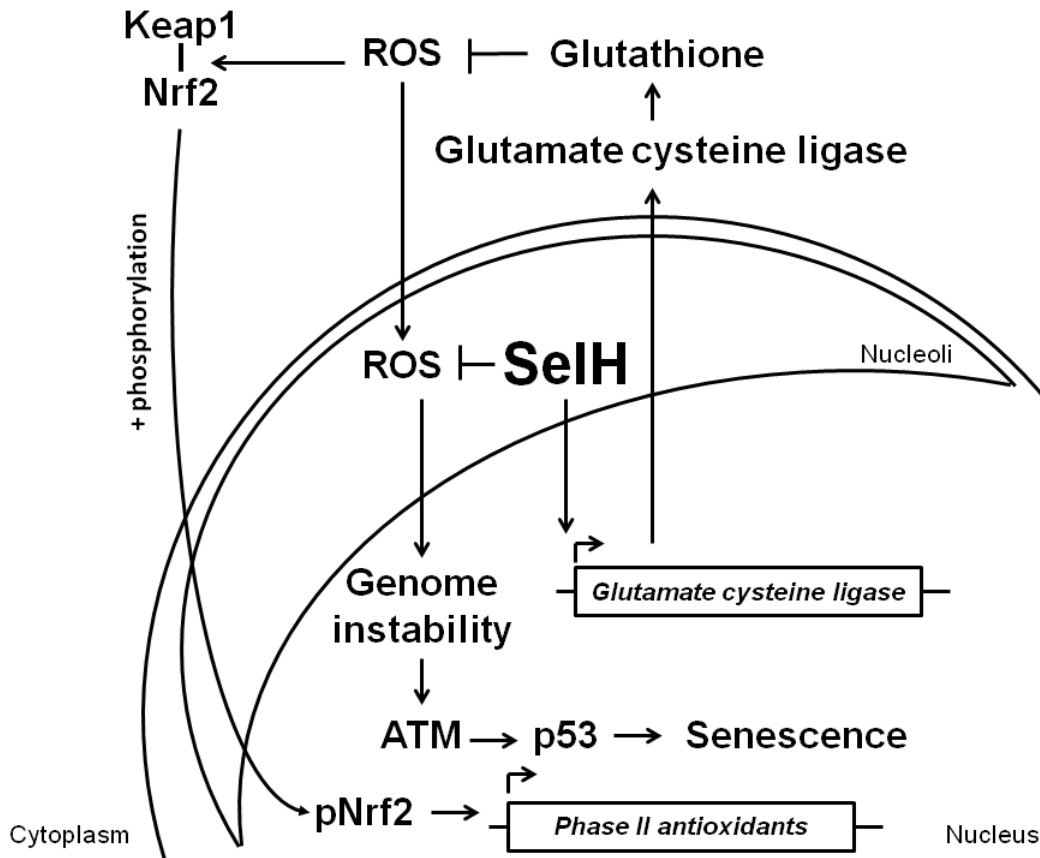 Keap1
Nrf2
ROS
Glutathione
Glutamate cysteine ligase
+ phosphorylation
ROS
SelH
Nucleoli
Genome
instability
Glutamate cysteine ligase
ATM
p53
Senescence
pNrf2
Phase II antioxidants
Cytoplasm
Nucleus